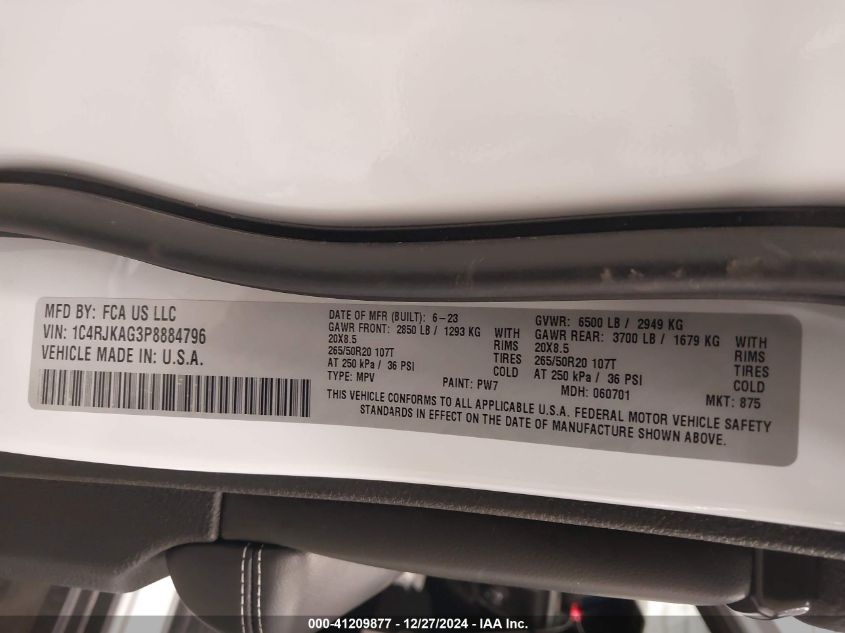 MFD BY: FCA US LLC
VIN: 1C4RJKAG3P8884796
VEHICLE MADE IN: U.S.A.
DATE OF MFR (BUILT): 6-23
GAWR FRONT: 2850 LB / 1293 KG WITH
20X8.5 RIMS
265/50R20 107T TIRES
AT 250 kPa / 36 PSI COLD
TYPE: MPV PAINT: PW7
GVWR: 6500 LB / 2949 KG
GAWR REAR: 3700 LB / 1679 KG WITH
20X8.5 RIMS
265/50R20 107T TIRES
AT 250 kPa / 36 PSI COLD
MDH: 060701 MKT: 875
THIS VEHICLE CONFORMS TO ALL APPLICABLE U.S.A. FEDERAL MOTOR VEHICLE SAFETY
STANDARDS IN EFFECT ON THE DATE OF MANUFACTURE SHOWN ABOVE.
000-41209877 - 12/27/2024 - IAA Inc.